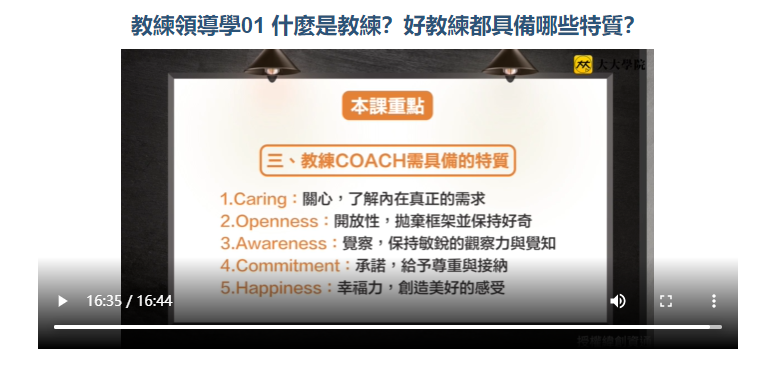 教練領導學01 什麼是教練? 好教練都具備哪些特質?
大大學院
本課重點
三、教練COACH需具備的特質
1.Caring：關心，了解內在真正的需求
2.Openness：開放性，拋棄框架並保持好奇
3.Awareness：覺察，保持敏銳的觀察力與覺知
4.Commitment：承諾，給予尊重與接納
5.Happiness：幸福力，創造美好的感受
16:35 / 16:44